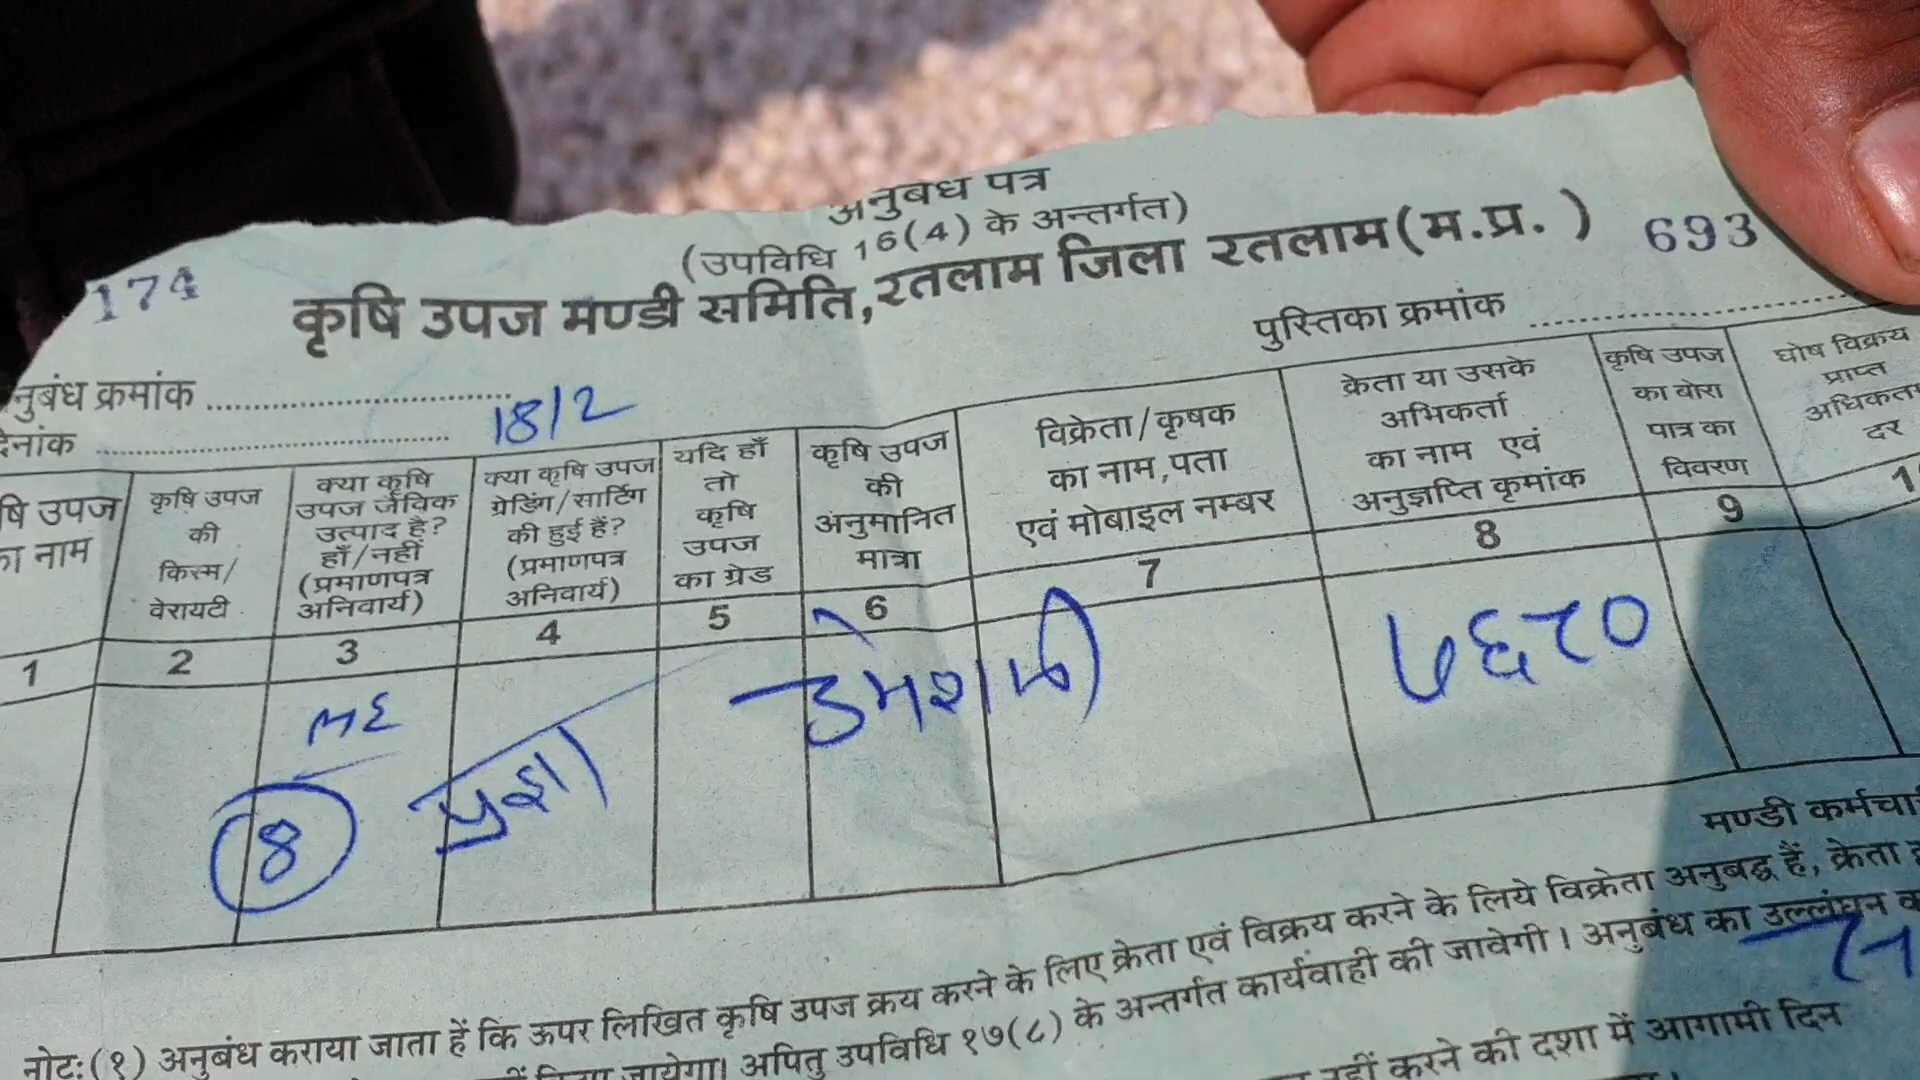 अनुबंध पत्र
(उपविधि 16(4) के अन्तर्गत)
174
कृषि उपज मण्डी समिति,रतलाम जिला रतलाम(म.प्र. )
693
नुबंध क्रमांक
पुस्तिका क्रमांक
देनांक
18/2
षि उपज का नाम
कृषि उपज की किस्म/ वेरायटी
क्या कृषि उपज जैविक उत्पाद है? हाँ/नहीं (प्रमाणपत्र अनिवार्य)
क्या कृषि उपज ग्रेडिंग/सार्टिग की हुई हैं? (प्रमाणपत्र अनिवार्य)
यदि हाँ तो कृषि उपज का ग्रेड
कृषि उपज की अनुमानित मात्रा
विक्रेता/कृषक का नाम,पता एवं मोबाइल नम्बर
क्रेता या उसके अभिकर्ता का नाम एवं अनुज्ञप्ति कृमांक
कृषि उपज का बोरा पात्र का विवरण
घोष विक्रय प्राप्त अधिकतम दर
1 2 3 4 5 6 7 8 9
उमेश जी
8
मण्डी कर्मचारी
नोट:(१) अनुबंध कराया जाता हैं कि ऊपर लिखित कृषि उपज क्रय करने के लिए क्रेता एवं विक्रय करने के लिये विक्रेता अनुबद्ध हैं, क्रेता
जायेगा। अपितु उपविधि १७(८) के अन्तर्गत कार्यवाही की जावेगी। अनुबंध का उल्लंघन
नहीं करने की दशा में आगामी दिन